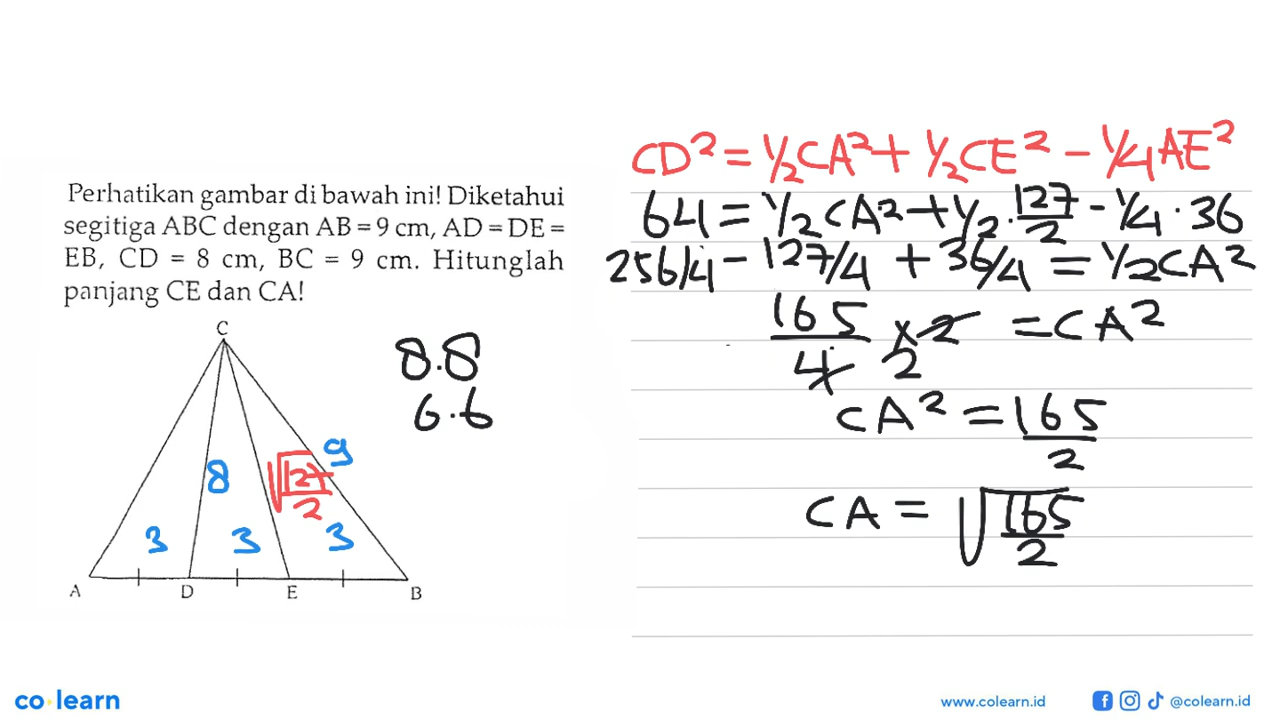 Perhatikan gambar di bawah ini! Diketahui
segitiga ABC dengan AB = 9 cm, AD = DE =
EB, CD = 8 cm, BC = 9 cm. Hitunglah
panjang CE dan CA!
C
8.8
6.6
9
8
√127/2
3 3 3
A D E B
CD² = 1/2 CA² + 1/2 CE² - 1/4 AE²
64 = 1/2 CA² + 1/2 . 127/2 - 1/4 . 36
256/4 - 127/4 + 36/4 = 1/2 CA²
165/4 2 x 2 = CA²
CA² = 165/2
CA = √165/2
co learn
www.colearn.id
@colearn.id